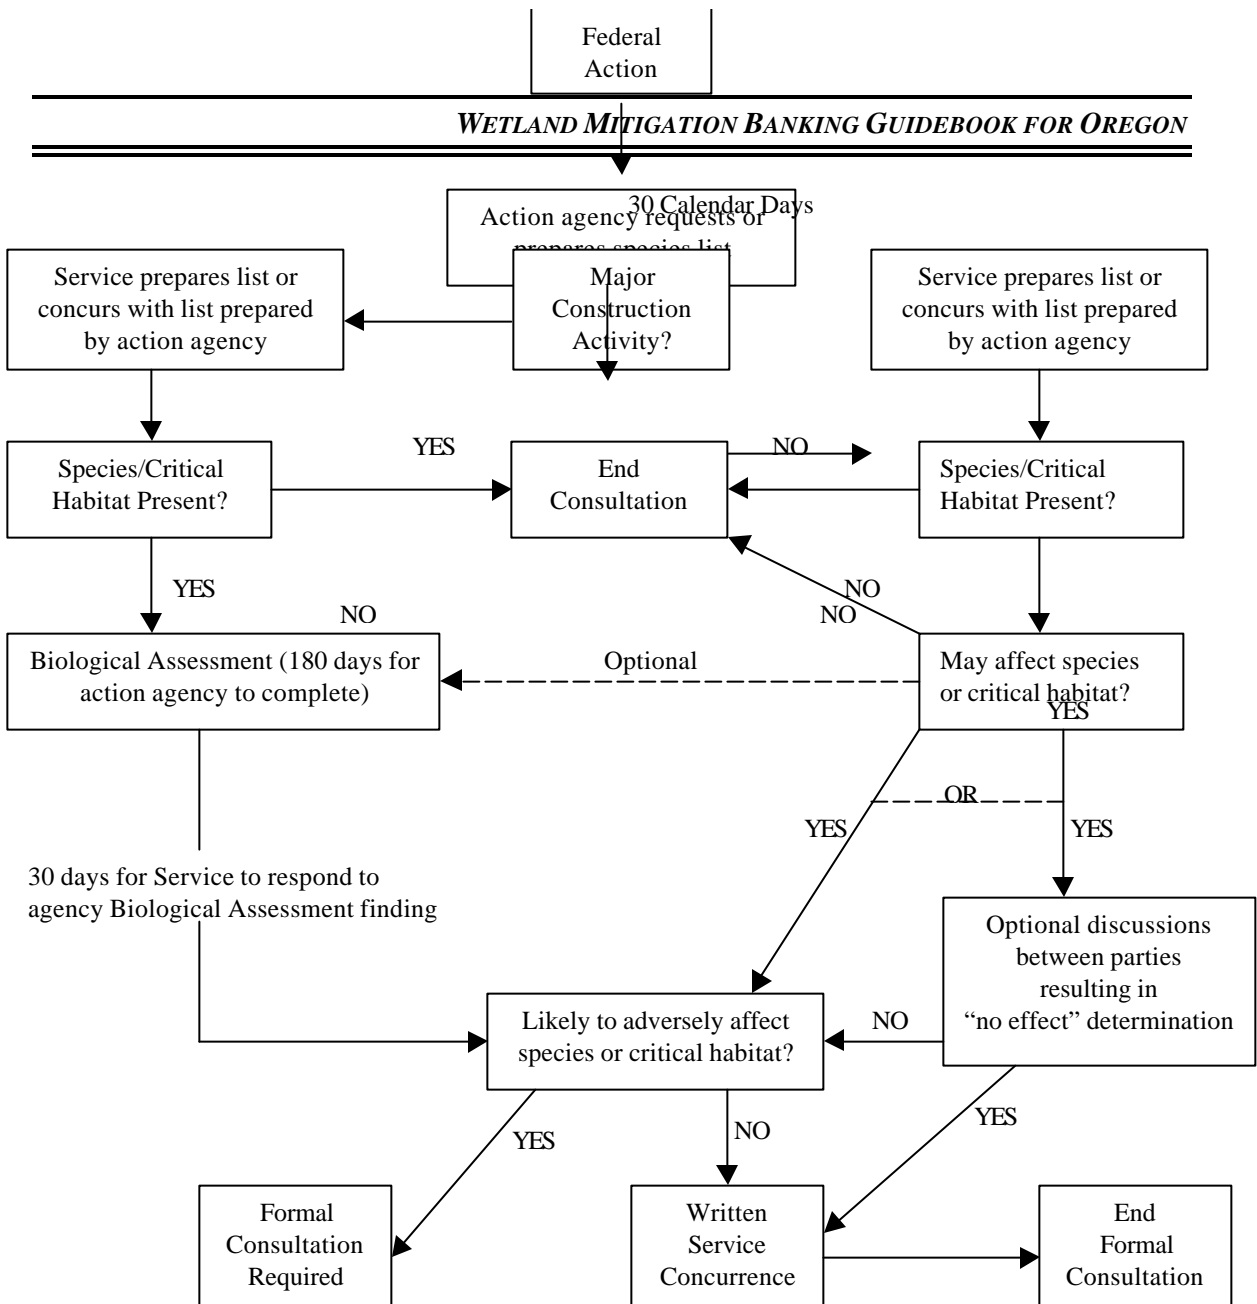 Federal
Action
WETLAND MITIGATION BANKING GUIDEBOOK FOR OREGON
30 Calendar Days
Action agency requests or
prepares species list
Service prepares list or
concurs with list prepared
by action agency
Major
Construction
Activity?
Service prepares list or
concurs with list prepared
by action agency
YES
NO
Species/Critical
Habitat Present?
End
Consultation
Species/Critical
Habitat Present?
YES
NO
NO
NO
Biological Assessment (180 days for
action agency to complete)
Optional
May affect species
or critical habitat?
YES
OR
YES
YES
30 days for Service to respond to
agency Biological Assessment finding
Optional discussions
between parties
resulting in
“no effect” determination
Likely to adversely affect
species or critical habitat?
NO
YES
NO
YES
Formal
Consultation
Required
Written
Service
Concurrence
End
Formal
Consultation